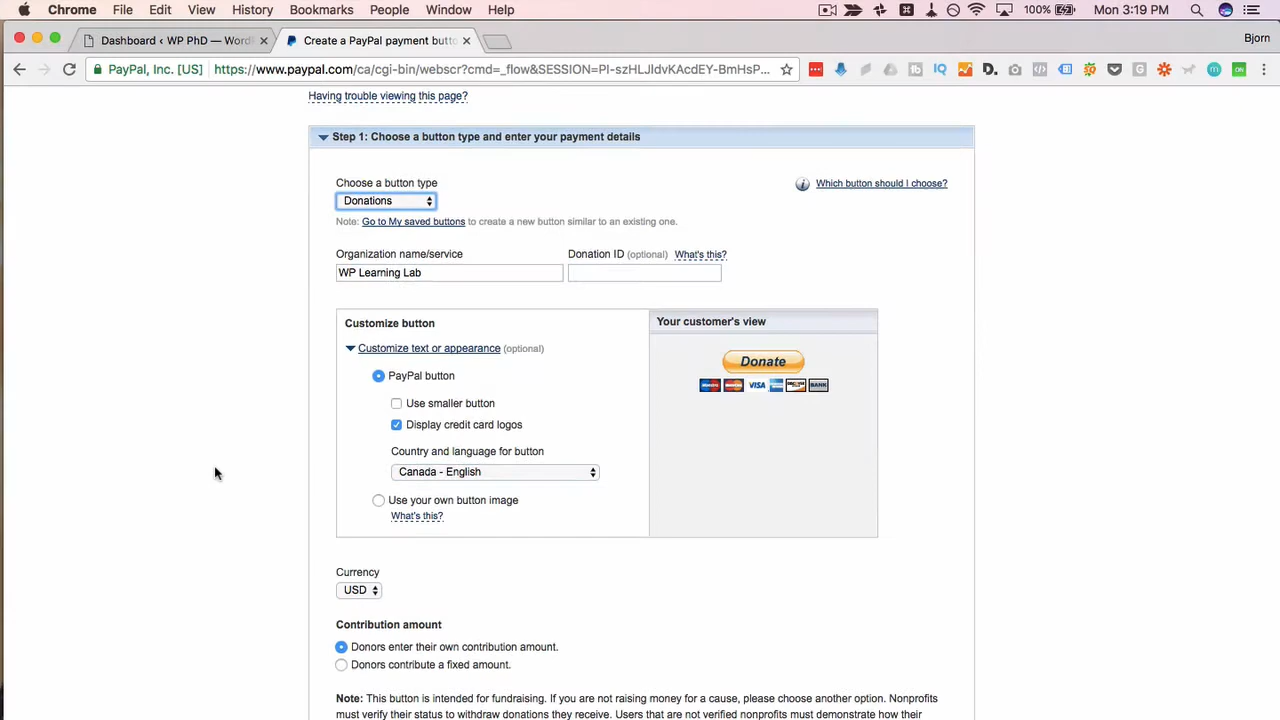 Chrome File Edit View History Bookmarks People Window Help 100% Mon 3:19 PM
Dashboard ‹ WP PhD — WordP Create a PayPal payment butto Bjorn
PayPal, Inc. [US] https://www.paypal.com/ca/cgi-bin/webscr?cmd=_flow&SESSION=PI-szHLJIdvKAcdEY-BmHsP...
Having trouble viewing this page?
Step 1: Choose a button type and enter your payment details
Choose a button type
Which button should I choose?
Donations
Note: Go to My saved buttons to create a new button similar to an existing one.
Organization name/service Donation ID (optional) What's this?
WP Learning Lab
Customize button
Your customer's view
Customize text or appearance (optional)
Donate
PayPal button
VISA BANK
Use smaller button
Display credit card logos
Country and language for button
Canada - English
Use your own button image
What's this?
Currency
USD
Contribution amount
Donors enter their own contribution amount.
Donors contribute a fixed amount.
Note: This button is intended for fundraising. If you are not raising money for a cause, please choose another option. Nonprofits
must verify their status to withdraw donations they receive. Users that are not verified nonprofits must demonstrate how their